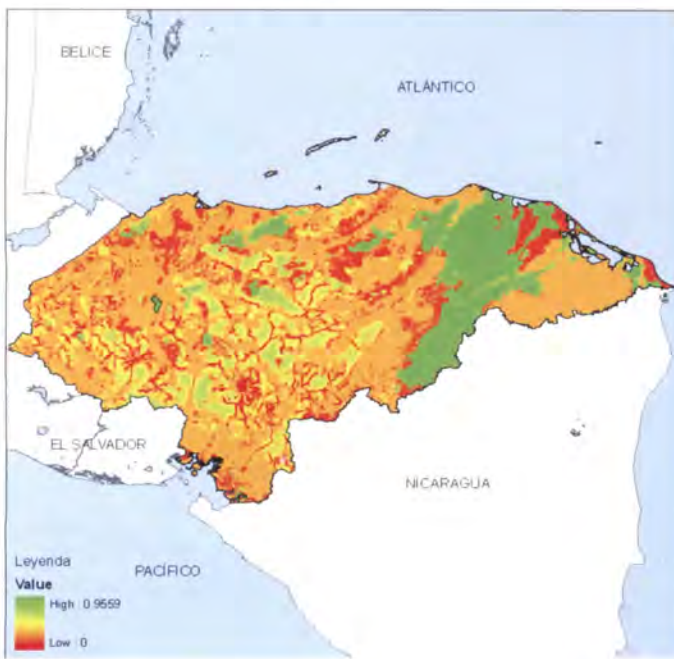 BELICE
ATLÁNTICO
EL SALVADOR
NICARAGUA
PACÍFICO
Leyenda
Value
High : 0.9559
Low : 0